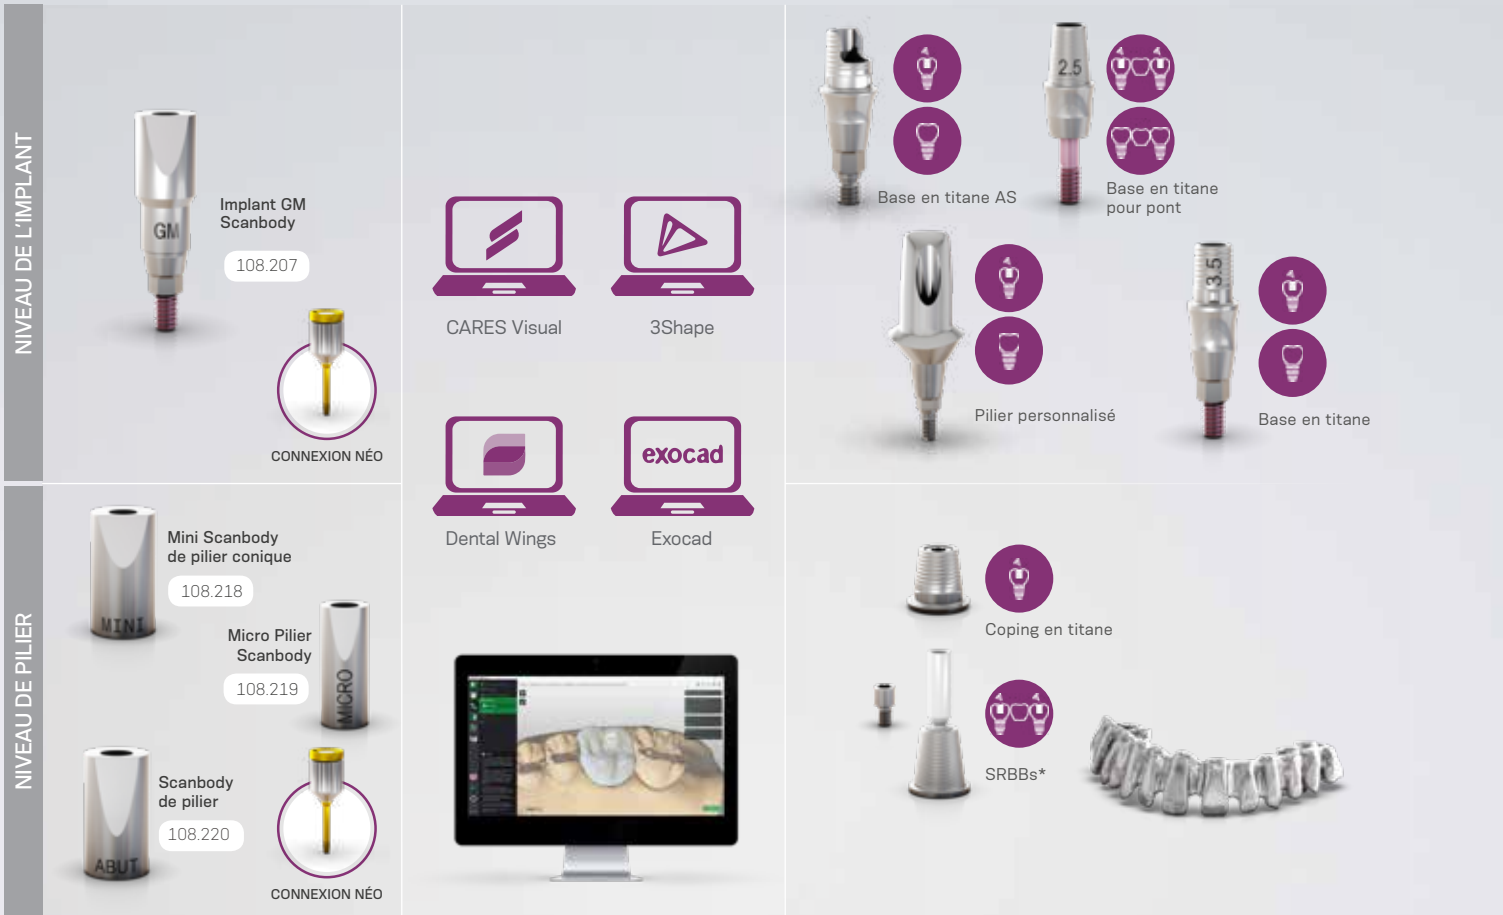 NIVEAU DE L'IMPLANT
GM
Implant GM
Scanbody
108.207
CONNEXION NÉO
CARES Visual
3Shape
Dental Wings
exocad
Exocad
Base en titane AS
2.5
Base en titane
pour pont
Pilier personnalisé
3.5
Base en titane
NIVEAU DE PILIER
MINI
Mini Scanbody
de pilier conique
108.218
Micro Pilier
Scanbody
108.219
MICRO
ABUT
Scanbody
de pilier
108.220
CONNEXION NÉO
Coping en titane
SRBBs*